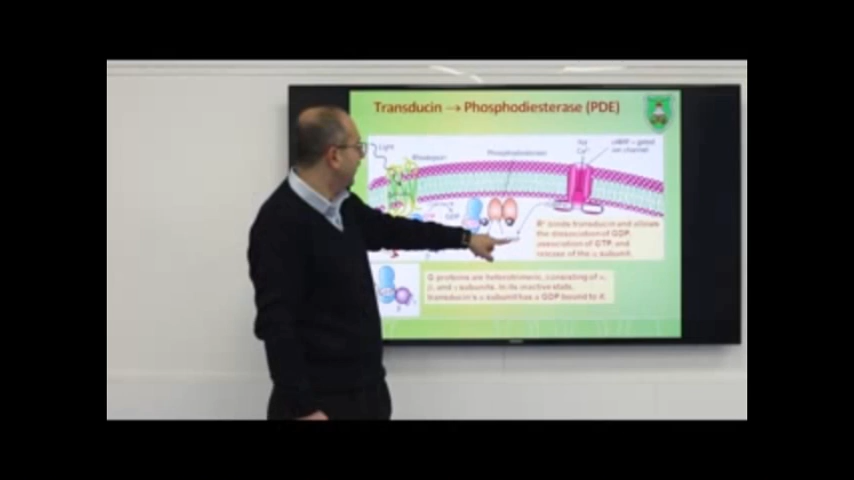 Transducin → Phosphodiesterase (PDE)
Light
Rhodopsin
Phosphodiesterase
Na+
Ca2+
cGMP - gated
ion channel
GDP
R* binds transducin and allows
the dissociation of GDP,
association of GTP, and
release of the α subunit.
G proteins are heterotrimeric, consisting of α,
β, and γ subunits. In its inactive state,
transducin's α subunit has a GDP bound to it.